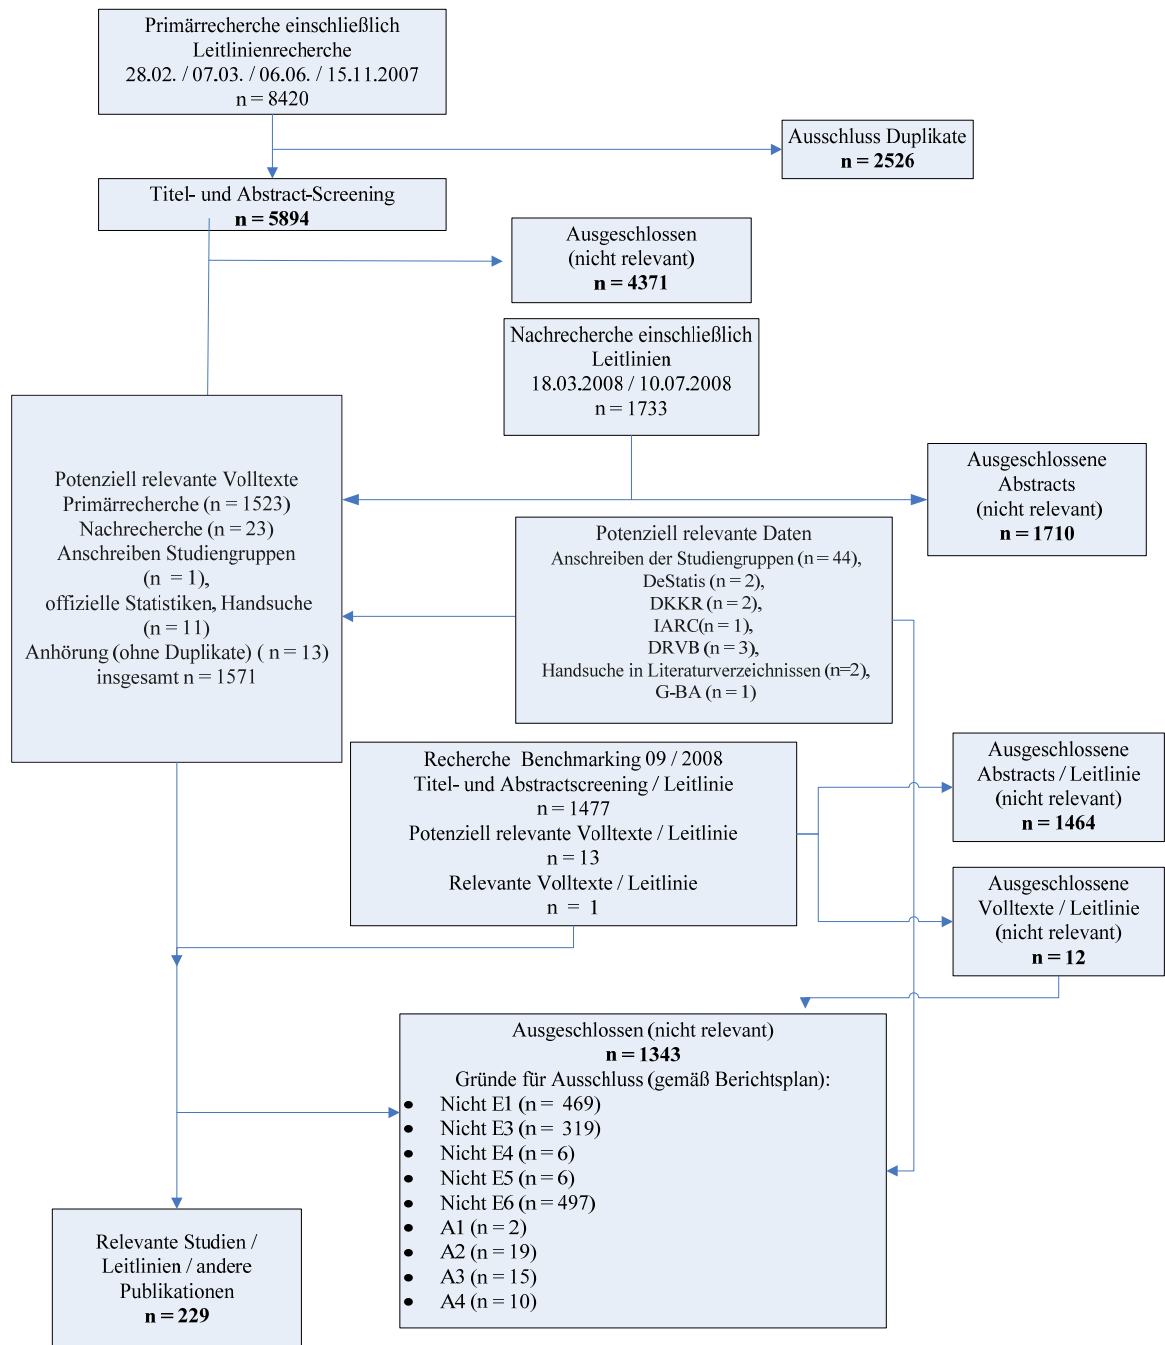 Primärrecherche einschließlich
Leitlinienrecherche
28.02. / 07.03. / 06.06. / 15.11.2007
n = 8420
Ausschluss Duplikate
n = 2526
Titel- und Abstract-Screening
n = 5894
Ausgeschlossen
(nicht relevant)
n = 4371
Nachrecherche einschließlich
Leitlinien
18.03.2008 / 10.07.2008
n = 1733
Potenziell relevante Volltexte
Primärrecherche (n = 1523)
Nachrecherche (n = 23)
Anschreiben Studiengruppen
(n = 1),
offizielle Statistiken, Handsuche
(n = 11)
Anhörung (ohne Duplikate) ( n = 13)
insgesamt n = 1571
Ausgeschlossene
Abstracts
(nicht relevant)
n = 1710
Potenziell relevante Daten
Anschreiben der Studiengruppen (n = 44),
DeStatis (n = 2),
DKKR (n = 2),
IARC(n = 1),
DRVB (n = 3),
Handsuche in Literaturverzeichnissen (n=2),
G-BA (n = 1)
Recherche Benchmarking 09 / 2008
Titel- und Abstractscreening / Leitlinie
n = 1477
Potenziell relevante Volltexte / Leitlinie
n = 13
Relevante Volltexte / Leitlinie
n = 1
Ausgeschlossene
Abstracts / Leitlinie
(nicht relevant)
n = 1464
Ausgeschlossene
Volltexte / Leitlinie
(nicht relevant)
n = 12
Ausgeschlossen (nicht relevant)
n = 1343
Gründe für Ausschluss (gemäß Berichtsplan):
• Nicht E1 (n = 469)
• Nicht E3 (n = 319)
• Nicht E4 (n = 6)
• Nicht E5 (n = 6)
• Nicht E6 (n = 497)
• A1 (n = 2)
• A2 (n = 19)
• A3 (n = 15)
• A4 (n = 10)
Relevante Studien /
Leitlinien / andere
Publikationen
n = 229